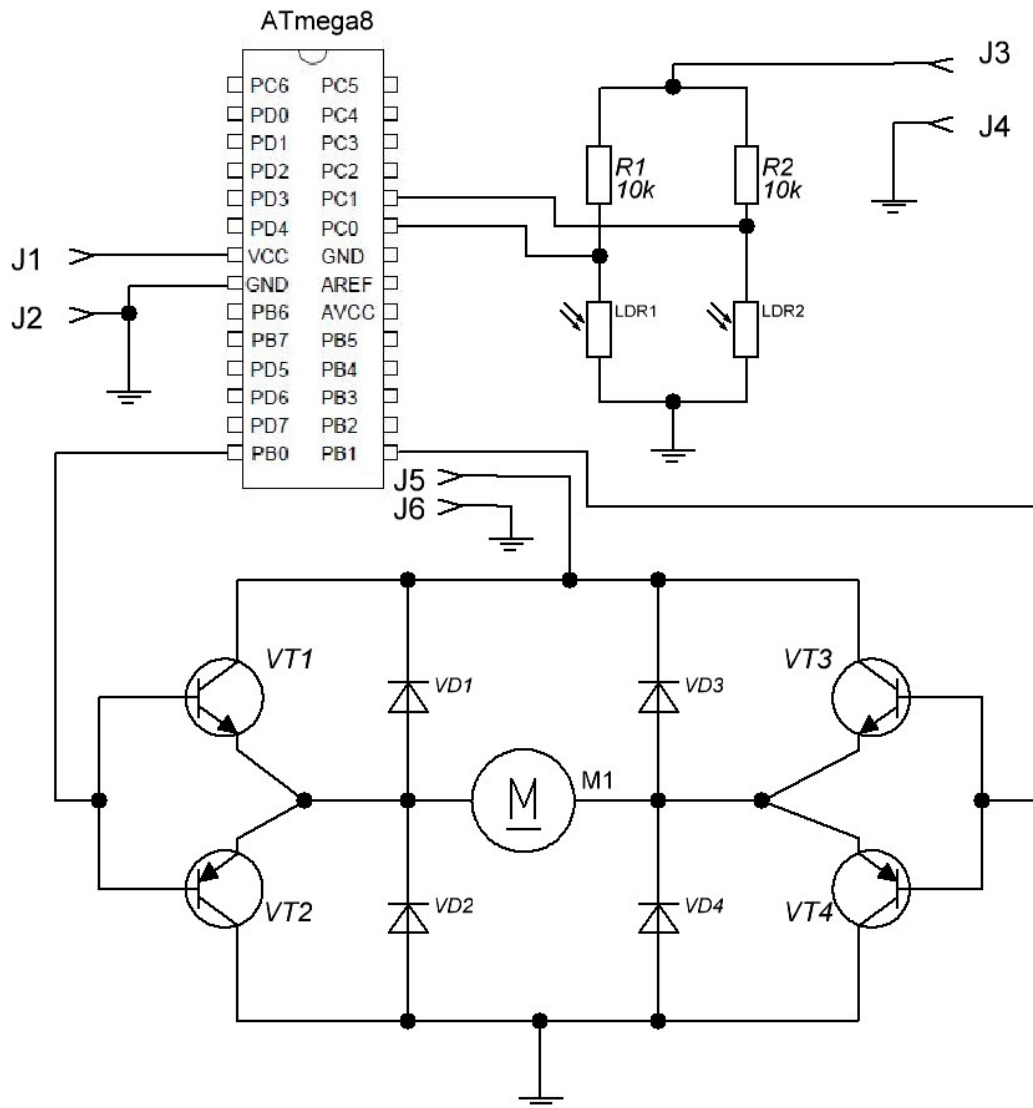 ATmega8
PC6 PC5
PD0 PC4
PD1 PC3
PD2 PC2
PD3 PC1
PD4 PC0
VCC GND
GND AREF
PB6 AVCC
PB7 PB5
PD5 PB4
PD6 PB3
PD7 PB2
PB0 PB1
J1
J2
J3
J4
R1
10k
R2
10k
LDR1
LDR2
J5
J6
VT1
VD1
VD3
VT3
M
M1
VT2
VD2
VD4
VT4